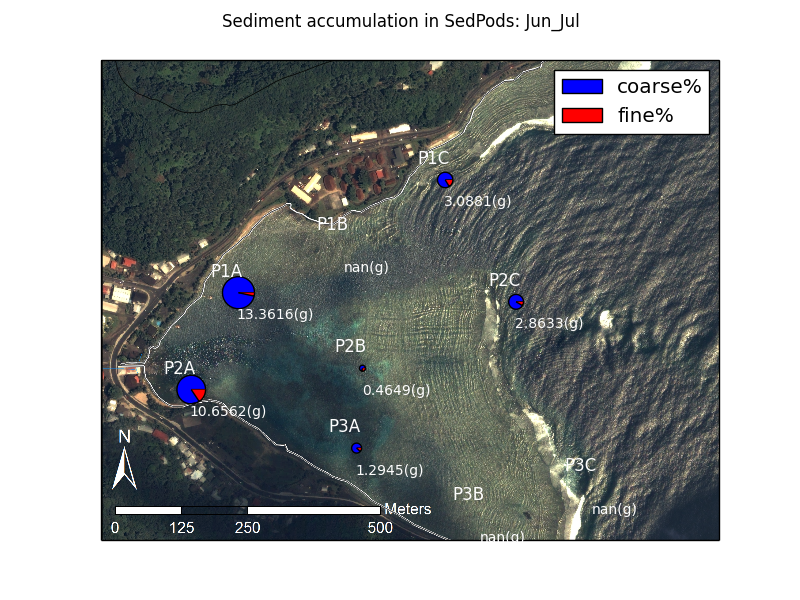 Sediment accumulation in SedPods: Jun_Jul
coarse%
fine%
P1C
3.0881(g)
P1B
nan(g)
P1A
13.3616(g)
P2C
2.8633(g)
P2B
0.4649(g)
P2A
10.6562(g)
P3A
1.2945(g)
P3C
nan(g)
P3B
nan(g)
N
Meters
0 125 250 500